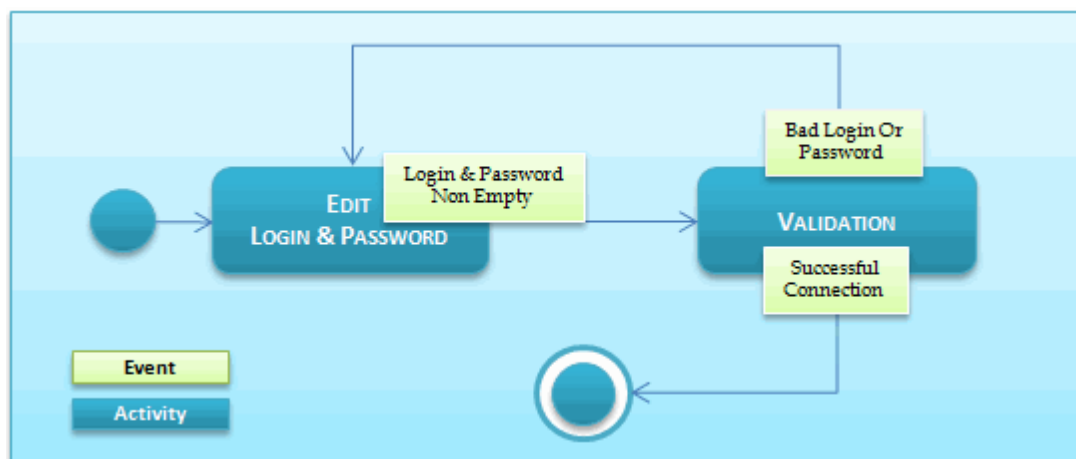 Bad Login Or
Password
Login & Password
Non Empty
EDIT
LOGIN & PASSWORD
VALIDATION
Successful
Connection
Event
Activity